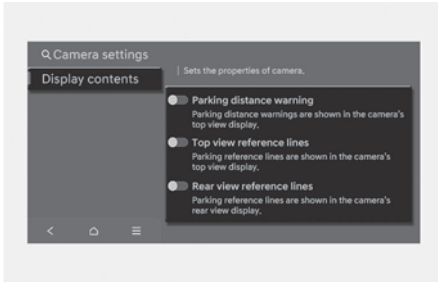 Camera settings
Display contents
Sets the properties of camera.
Parking distance warning
Parking distance warnings are shown in the camera's
top view display.
Top view reference lines
Parking reference lines are shown in the camera's
top view display.
Rear view reference lines
Parking reference lines are shown in the camera's
rear view display.